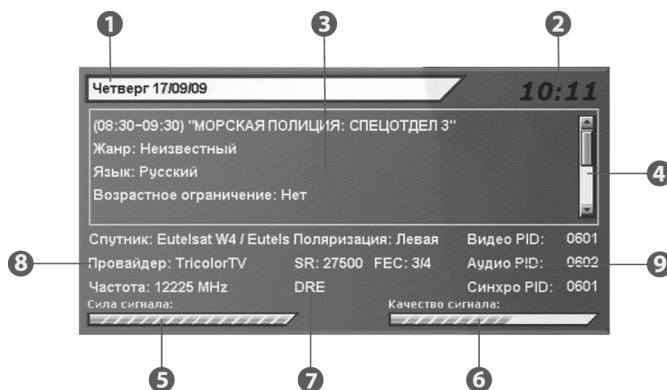 1
3
2
Четверг 17/09/09
10:11
(08:30-09:30) "МОРСКАЯ ПОЛИЦИЯ: СПЕЦОТДЕЛ 3"
Жанр: Неизвестный
Язык: Русский
Возрастное ограничение: Нет
4
Спутник: Eutelsat W4 / Eutels Поляризация: Левая Видео PID: 0601
8
Провайдер: TricolorTV SR: 27500 FEC: 3/4 Аудио PID: 0602
9
Частота: 12225 MHz DRE Синхро PID: 0601
Сила сигнала: Качество сигнала:
5
7
6